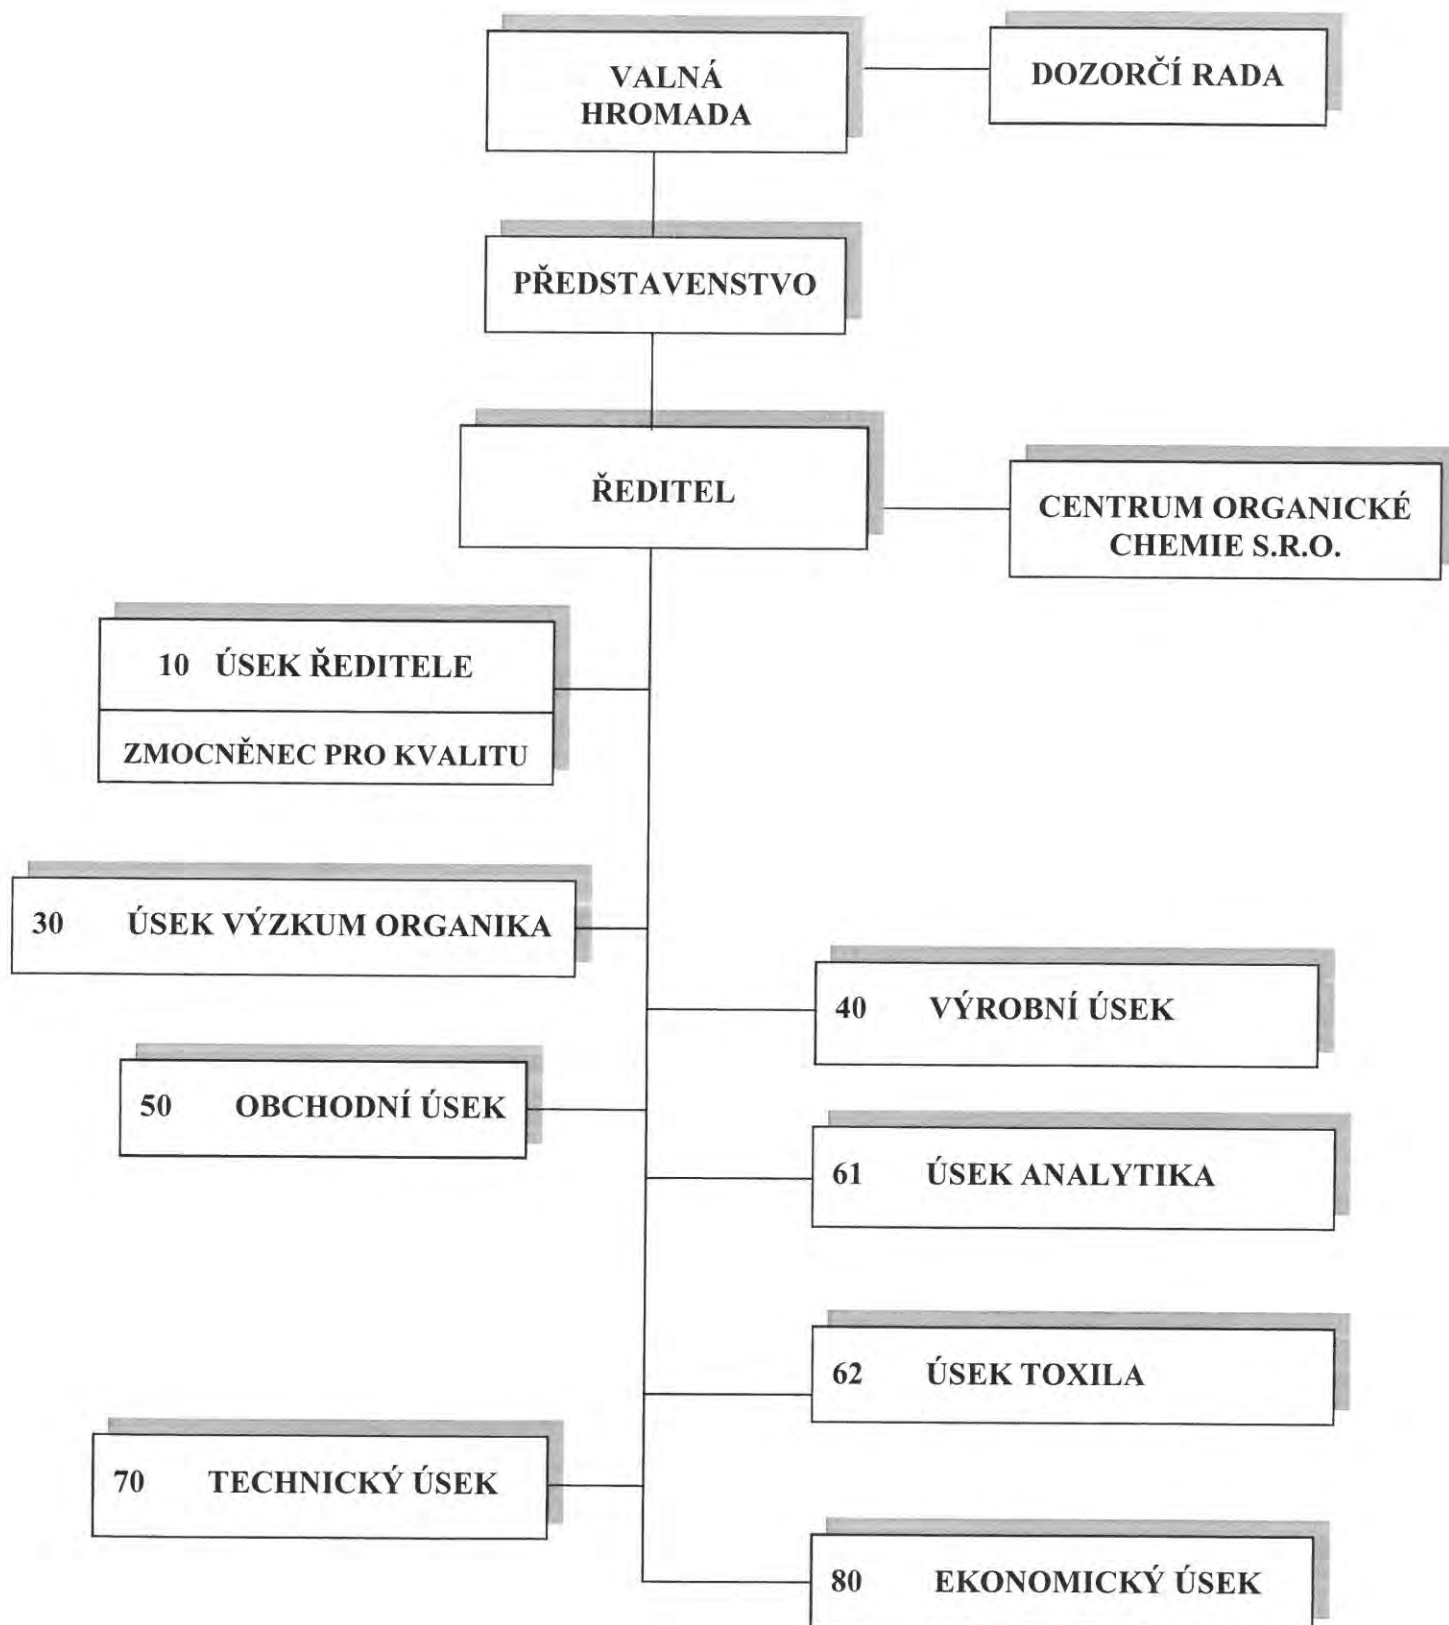 VALNÁ
HROMADA
DOZORČÍ RADA
PŘEDSTAVENSTVO
ŘEDITEL
CENTRUM ORGANICKÉ
CHEMIE S.R.O.
10 ÚSEK ŘEDITELE
ZMOCNĚNEC PRO KVALITU
30 ÚSEK VÝZKUM ORGANIKA
40 VÝROBNÍ ÚSEK
50 OBCHODNÍ ÚSEK
61 ÚSEK ANALYTIKA
62 ÚSEK TOXILA
70 TECHNICKÝ ÚSEK
80 EKONOMICKÝ ÚSEK